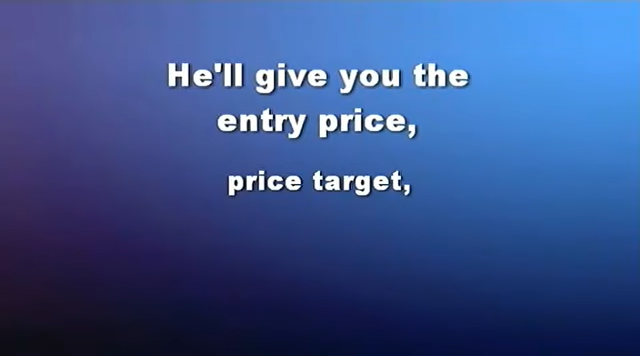 He'll give you the
entry price,
price target,